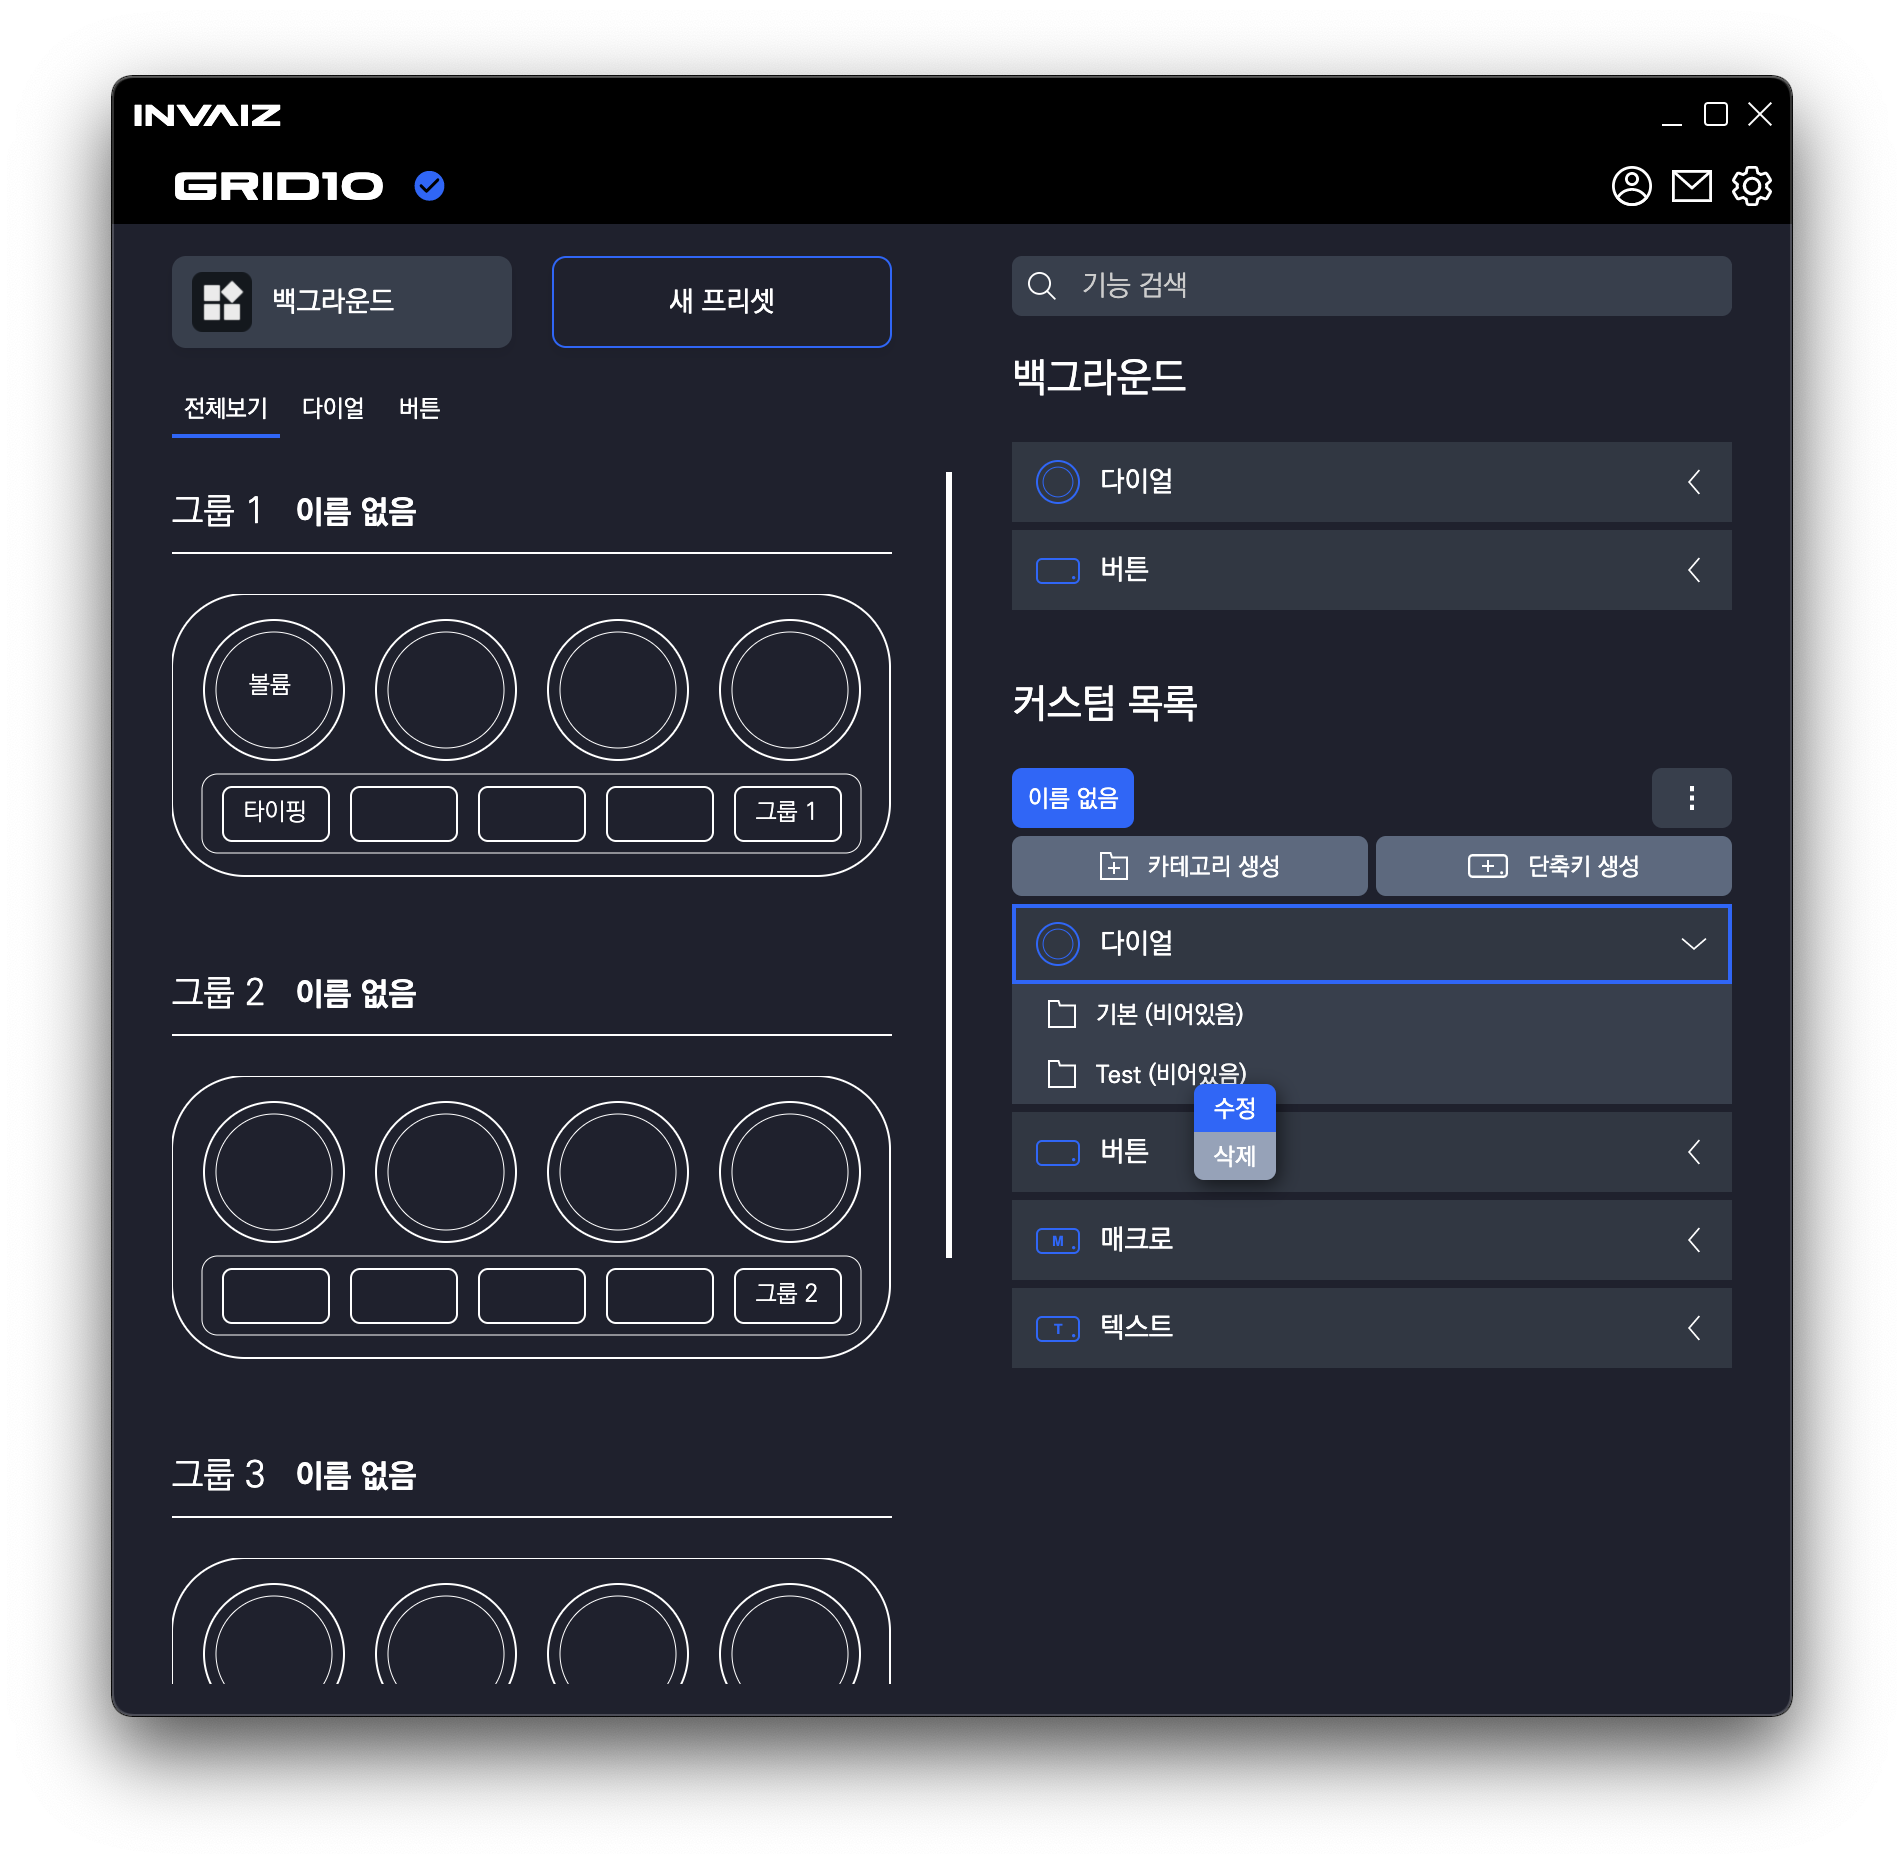 INVAIZ
GRID10
백그라운드
새 프리셋
전체보기
다이얼
버튼
그룹 1 이름 없음
볼륨
타이핑
그룹 1
그룹 2 이름 없음
그룹 2
그룹 3 이름 없음
기능 검색
백그라운드
다이얼
버튼
커스텀 목록
이름 없음
카테고리 생성
단축키 생성
다이얼
기본 (비어있음)
Test (비어있음)
수정
삭제
버튼
M
매크로
T
텍스트